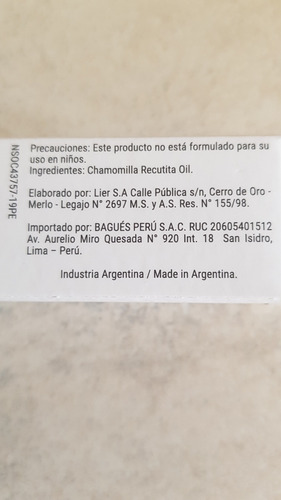 Precauciones: Este producto no está formulado para su
uso en niños.
Ingredientes: Chamomilla Recutita Oil.
Elaborado por: Lier S.A Calle Pública s/n, Cerro de Oro -
Merlo - Legajo N° 2697 M.S. y A.S. Res. N° 155/98.
Importado por: BAGUÉS PERÚ S.A.C. RUC 20605401512
Av. Aurelio Miro Quesada N° 920 Int. 18 San Isidro,
Lima – Perú.
Industria Argentina / Made in Argentina.
NSOC43757-19PE